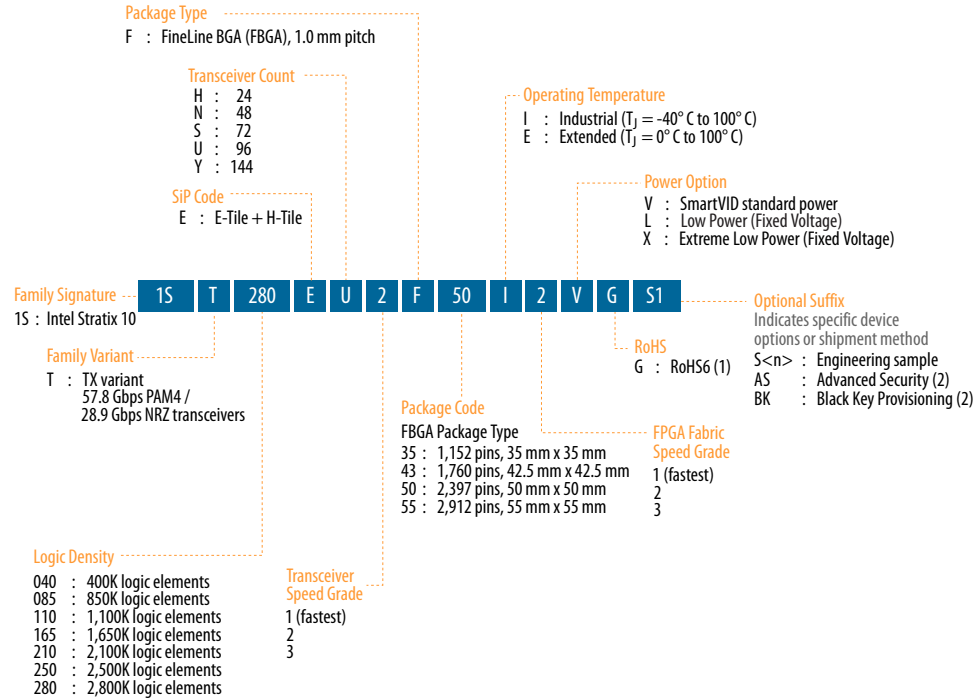 Package Type
F : FineLine BGA (FBGA), 1.0 mm pitch
Transceiver Count
H : 24
N : 48
S : 72
U : 96
Y : 144
SiP Code
E : E-Tile + H-Tile
Operating Temperature
I : Industrial (TJ = -40° C to 100° C)
E : Extended (TJ = 0° C to 100° C)
Power Option
V : SmartVID standard power
L : Low Power (Fixed Voltage)
X : Extreme Low Power (Fixed Voltage)
1S T 280 E U 2 F 50 I 2 V G S1
Family Signature
1S : Intel Stratix 10
Family Variant
T : TX variant
57.8 Gbps PAM4 /
28.9 Gbps NRZ transceivers
Optional Suffix
Indicates specific device
options or shipment method
S<n> : Engineering sample
AS : Advanced Security (2)
BK : Black Key Provisioning (2)
RoHS
G : RoHS6 (1)
Package Code
FBGA Package Type
35 : 1,152 pins, 35 mm x 35 mm
43 : 1,760 pins, 42.5 mm x 42.5 mm
50 : 2,397 pins, 50 mm x 50 mm
55 : 2,912 pins, 55 mm x 55 mm
FPGA Fabric
Speed Grade
1 (fastest)
2
3
Logic Density
040 : 400K logic elements
085 : 850K logic elements
110 : 1,100K logic elements
165 : 1,650K logic elements
210 : 2,100K logic elements
250 : 2,500K logic elements
280 : 2,800K logic elements
Transceiver
Speed Grade
1 (fastest)
2
3